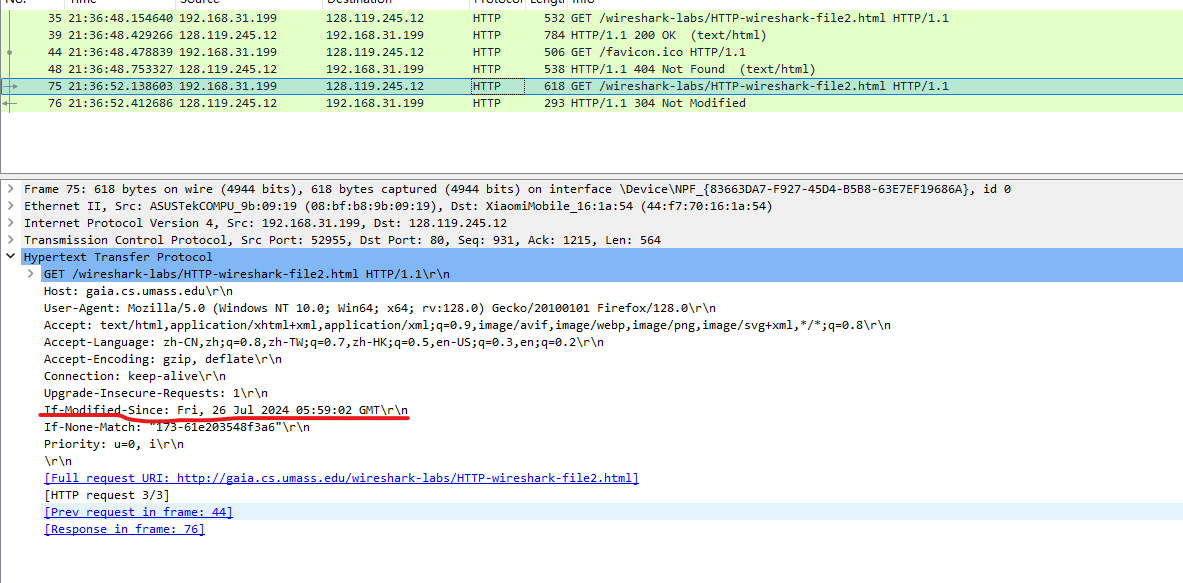 No. Time Source Destination Protocol Length Info
35 21:36:48.154640 192.168.31.199 128.119.245.12 HTTP 532 GET /wireshark-labs/HTTP-wireshark-file2.html HTTP/1.1
39 21:36:48.429266 128.119.245.12 192.168.31.199 HTTP 784 HTTP/1.1 200 OK (text/html)
44 21:36:48.478839 192.168.31.199 128.119.245.12 HTTP 506 GET /favicon.ico HTTP/1.1
48 21:36:48.753327 128.119.245.12 192.168.31.199 HTTP 538 HTTP/1.1 404 Not Found (text/html)
75 21:36:52.138603 192.168.31.199 128.119.245.12 HTTP 618 GET /wireshark-labs/HTTP-wireshark-file2.html HTTP/1.1
76 21:36:52.412686 128.119.245.12 192.168.31.199 HTTP 293 HTTP/1.1 304 Not Modified
Frame 75: 618 bytes on wire (4944 bits), 618 bytes captured (4944 bits) on interface \Device\NPF_{83663DA7-F927-45D4-B5B8-63E7EF19686A}, id 0
Ethernet II, Src: ASUSTekCOMPU_9b:09:19 (08:bf:b8:9b:09:19), Dst: XiaomiMobile_16:1a:54 (44:f7:70:16:1a:54)
Internet Protocol Version 4, Src: 192.168.31.199, Dst: 128.119.245.12
Transmission Control Protocol, Src Port: 52955, Dst Port: 80, Seq: 931, Ack: 1215, Len: 564
Hypertext Transfer Protocol
GET /wireshark-labs/HTTP-wireshark-file2.html HTTP/1.1\r\n
Host: gaia.cs.umass.edu\r\n
User-Agent: Mozilla/5.0 (Windows NT 10.0; Win64; x64; rv:128.0) Gecko/20100101 Firefox/128.0\r\n
Accept: text/html,application/xhtml+xml,application/xml;q=0.9,image/avif,image/webp,image/png,image/svg+xml,*/*;q=0.8\r\n
Accept-Language: zh-CN,zh;q=0.8,zh-TW;q=0.7,zh-HK;q=0.5,en-US;q=0.3,en;q=0.2\r\n
Accept-Encoding: gzip, deflate\r\n
Connection: keep-alive\r\n
Upgrade-Insecure-Requests: 1\r\n
If-Modified-Since: Fri, 26 Jul 2024 05:59:02 GMT\r\n
If-None-Match: "173-61e203548f3a6"\r\n
Priority: u=0, i\r\n
\r\n
[Full request URI: http://gaia.cs.umass.edu/wireshark-labs/HTTP-wireshark-file2.html]
[HTTP request 3/3]
[Prev request in frame: 44]
[Response in frame: 76]